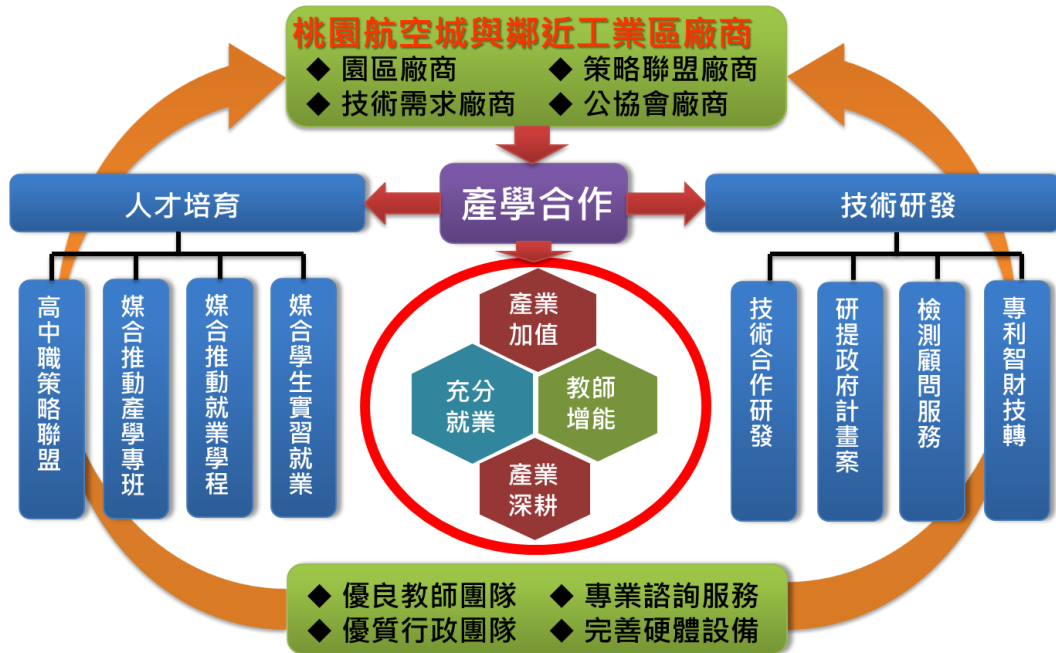 桃園航空城與鄰近工業區廠商
◆ 園區廠商 ◆ 策略聯盟廠商
◆ 技術需求廠商 ◆ 公協會廠商
人才培育
產學合作
技術研發
高中職策略聯盟
媒合推動產學專班
媒合推動就業學程
媒合學生實習就業
產業
加值
充分
就業
教師
增能
產業
深耕
技術合作研發
研提政府計畫案
檢測顧問服務
專利智財技轉
◆ 優良教師團隊 ◆ 專業諮詢服務
◆ 優質行政團隊 ◆ 完善硬體設備